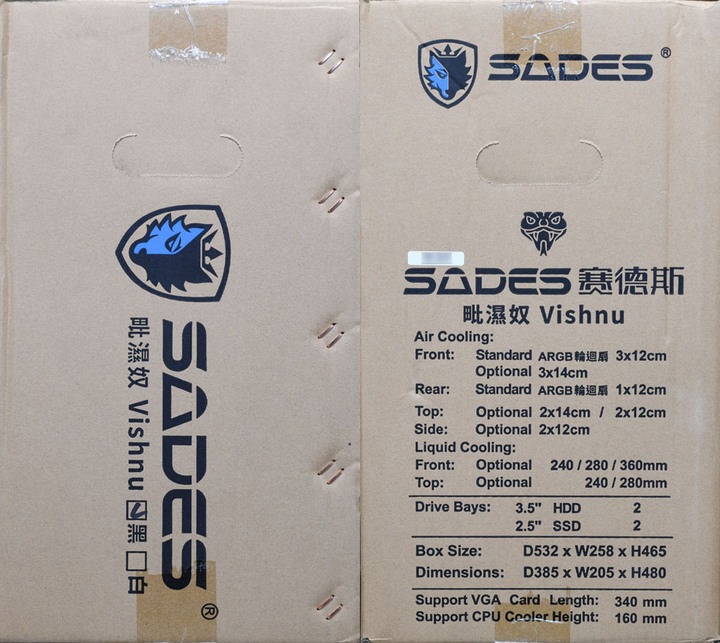 SADES®
毗濕奴 Vishnu ☑黑 □白
SADES®
SADES 赛德斯
毗濕奴 Vishnu
Air Cooling:
Front: Standard ARGB輪迴扇 3x12cm
Optional 3x14cm
Rear: Standard ARGB輪迴扇 1x12cm
Top: Optional 2x14cm / 2x12cm
Side: Optional 2x12cm
Liquid Cooling:
Front: Optional 240 / 280 / 360mm
Top: Optional 240 / 280mm
Drive Bays: 3.5" HDD 2
2.5" SSD 2
Box Size: D532 x W258 x H465
Dimensions: D385 x W205 x H480
Support VGA Card Length: 340 mm
Support CPU Cooler Height: 160 mm